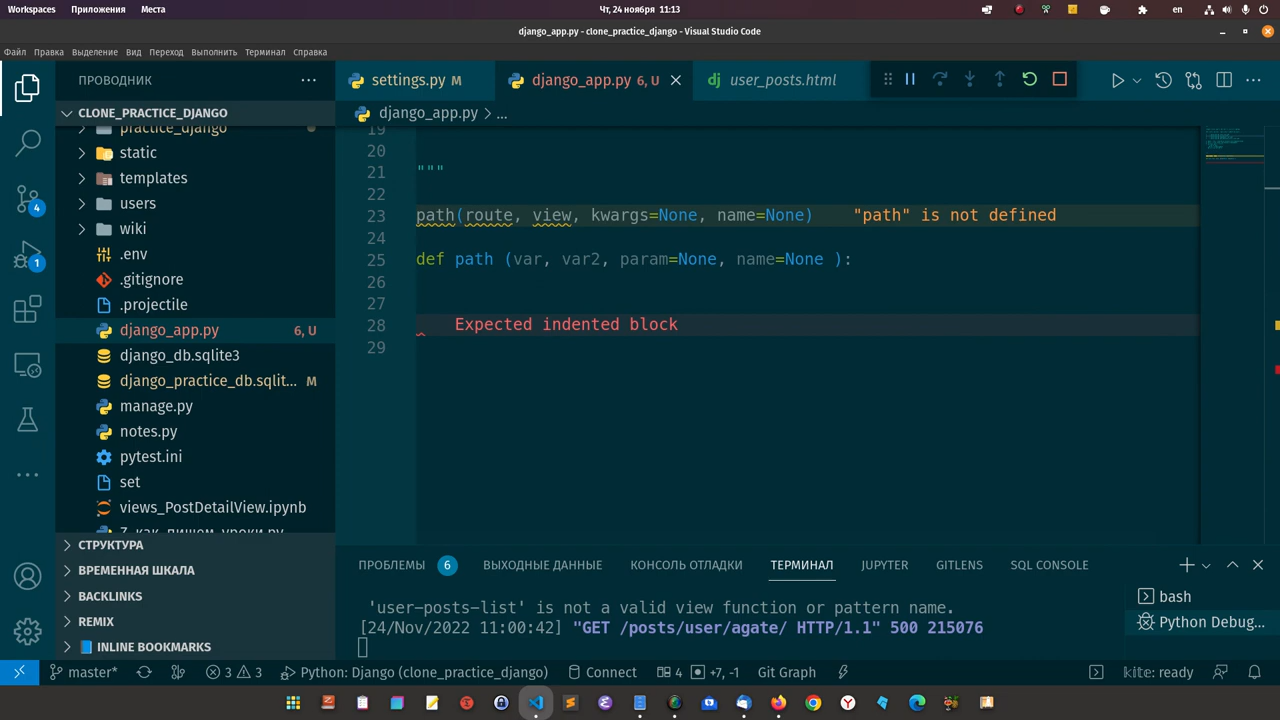 Workspaces Приложения Места Чт, 24 ноября 11:13 en
django_app.py - clone_practice_django - Visual Studio Code
Файл Правка Выделение Вид Переход Выполнить Терминал Справка
ПРОВОДНИК
settings.py M django_app.py 6, U user_posts.html
CLONE_PRACTICE_DJANGO
django_app.py > ...
practice_django
static
templates
users
wiki
.env
.gitignore
.projectile
django_app.py 6, U
django_db.sqlite3
django_practice_db.sqlit... M
manage.py
notes.py
pytest.ini
set
views_PostDetailView.ipynb
7_как_пишем_уроки.py
4
1
СТРУКТУРА
ВРЕМЕННАЯ ШКАЛА
BACKLINKS
REMIX
INLINE BOOKMARKS
19
20
21 """
22
23 path(route, view, kwargs=None, name=None) "path" is not defined
24
25 def path (var, var2, param=None, name=None ):
26
27
28 Expected indented block
29
ПРОБЛЕМЫ 6 ВЫХОДНЫЕ ДАННЫЕ КОНСОЛЬ ОТЛАДКИ ТЕРМИНАЛ JUPYTER GITLENS SQL CONSOLE
'user-posts-list' is not a valid view function or pattern name.
[24/Nov/2022 11:00:42] "GET /posts/user/agate/ HTTP/1.1" 500 215076
bash
Python Debug...
master* 3 3 Python: Django (clone_practice_django) Connect 4 +7, -1 Git Graph kite: ready